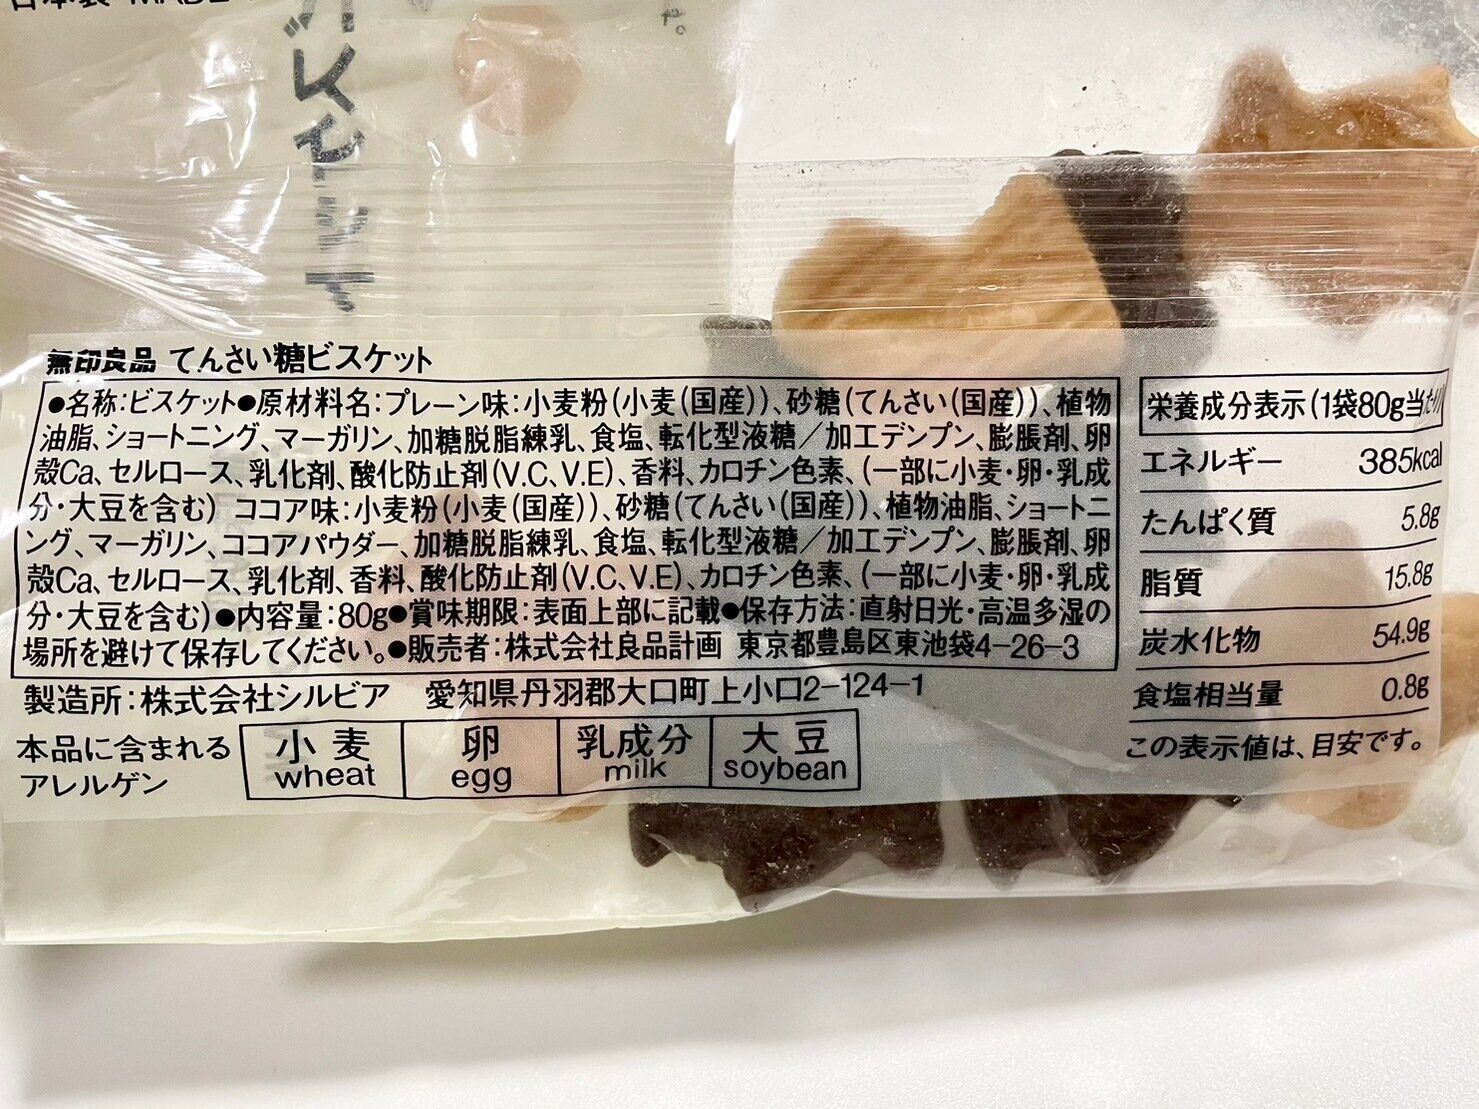 無印良品 てんさい糖ビスケット
●名称:ビスケット●原材料名:プレーン味:小麦粉(小麦(国産))、砂糖(てんさい(国産))、植物
油脂、ショートニング、マーガリン、加糖脱脂練乳、食塩、転化型液糖/加工デンプン、膨脹剤、卵
殻Ca、セルロース、乳化剤、酸化防止剤(V.C、V.E)、香料、カロチン色素、(一部に小麦・卵・乳成
分・大豆を含む) ココア味:小麦粉(小麦(国産))、砂糖(てんさい(国産))、植物油脂、ショートニ
ング、マーガリン、ココアパウダー、加糖脱脂練乳、食塩、転化型液糖/加工デンプン、膨脹剤、卵
殻Ca、セルロース、乳化剤、香料、酸化防止剤(V.C、V.E)、カロチン色素、(一部に小麦・卵・乳成
分・大豆を含む)●内容量:80g●賞味期限:表面上部に記載●保存方法:直射日光・高温多湿の
場所を避けて保存してください。●販売者:株式会社良品計画 東京都豊島区東池袋4-26-3
製造所:株式会社シルビア 愛知県丹羽郡大口町上小口2-124-1
本品に含まれる
アレルゲン
小麦 wheat
卵 egg
乳成分 milk
大豆 soybean
栄養成分表示(1袋80g当たり)
エネルギー 385kcal
たんぱく質 5.8g
脂質 15.8g
炭水化物 54.9g
食塩相当量 0.8g
この表示値は、目安です。